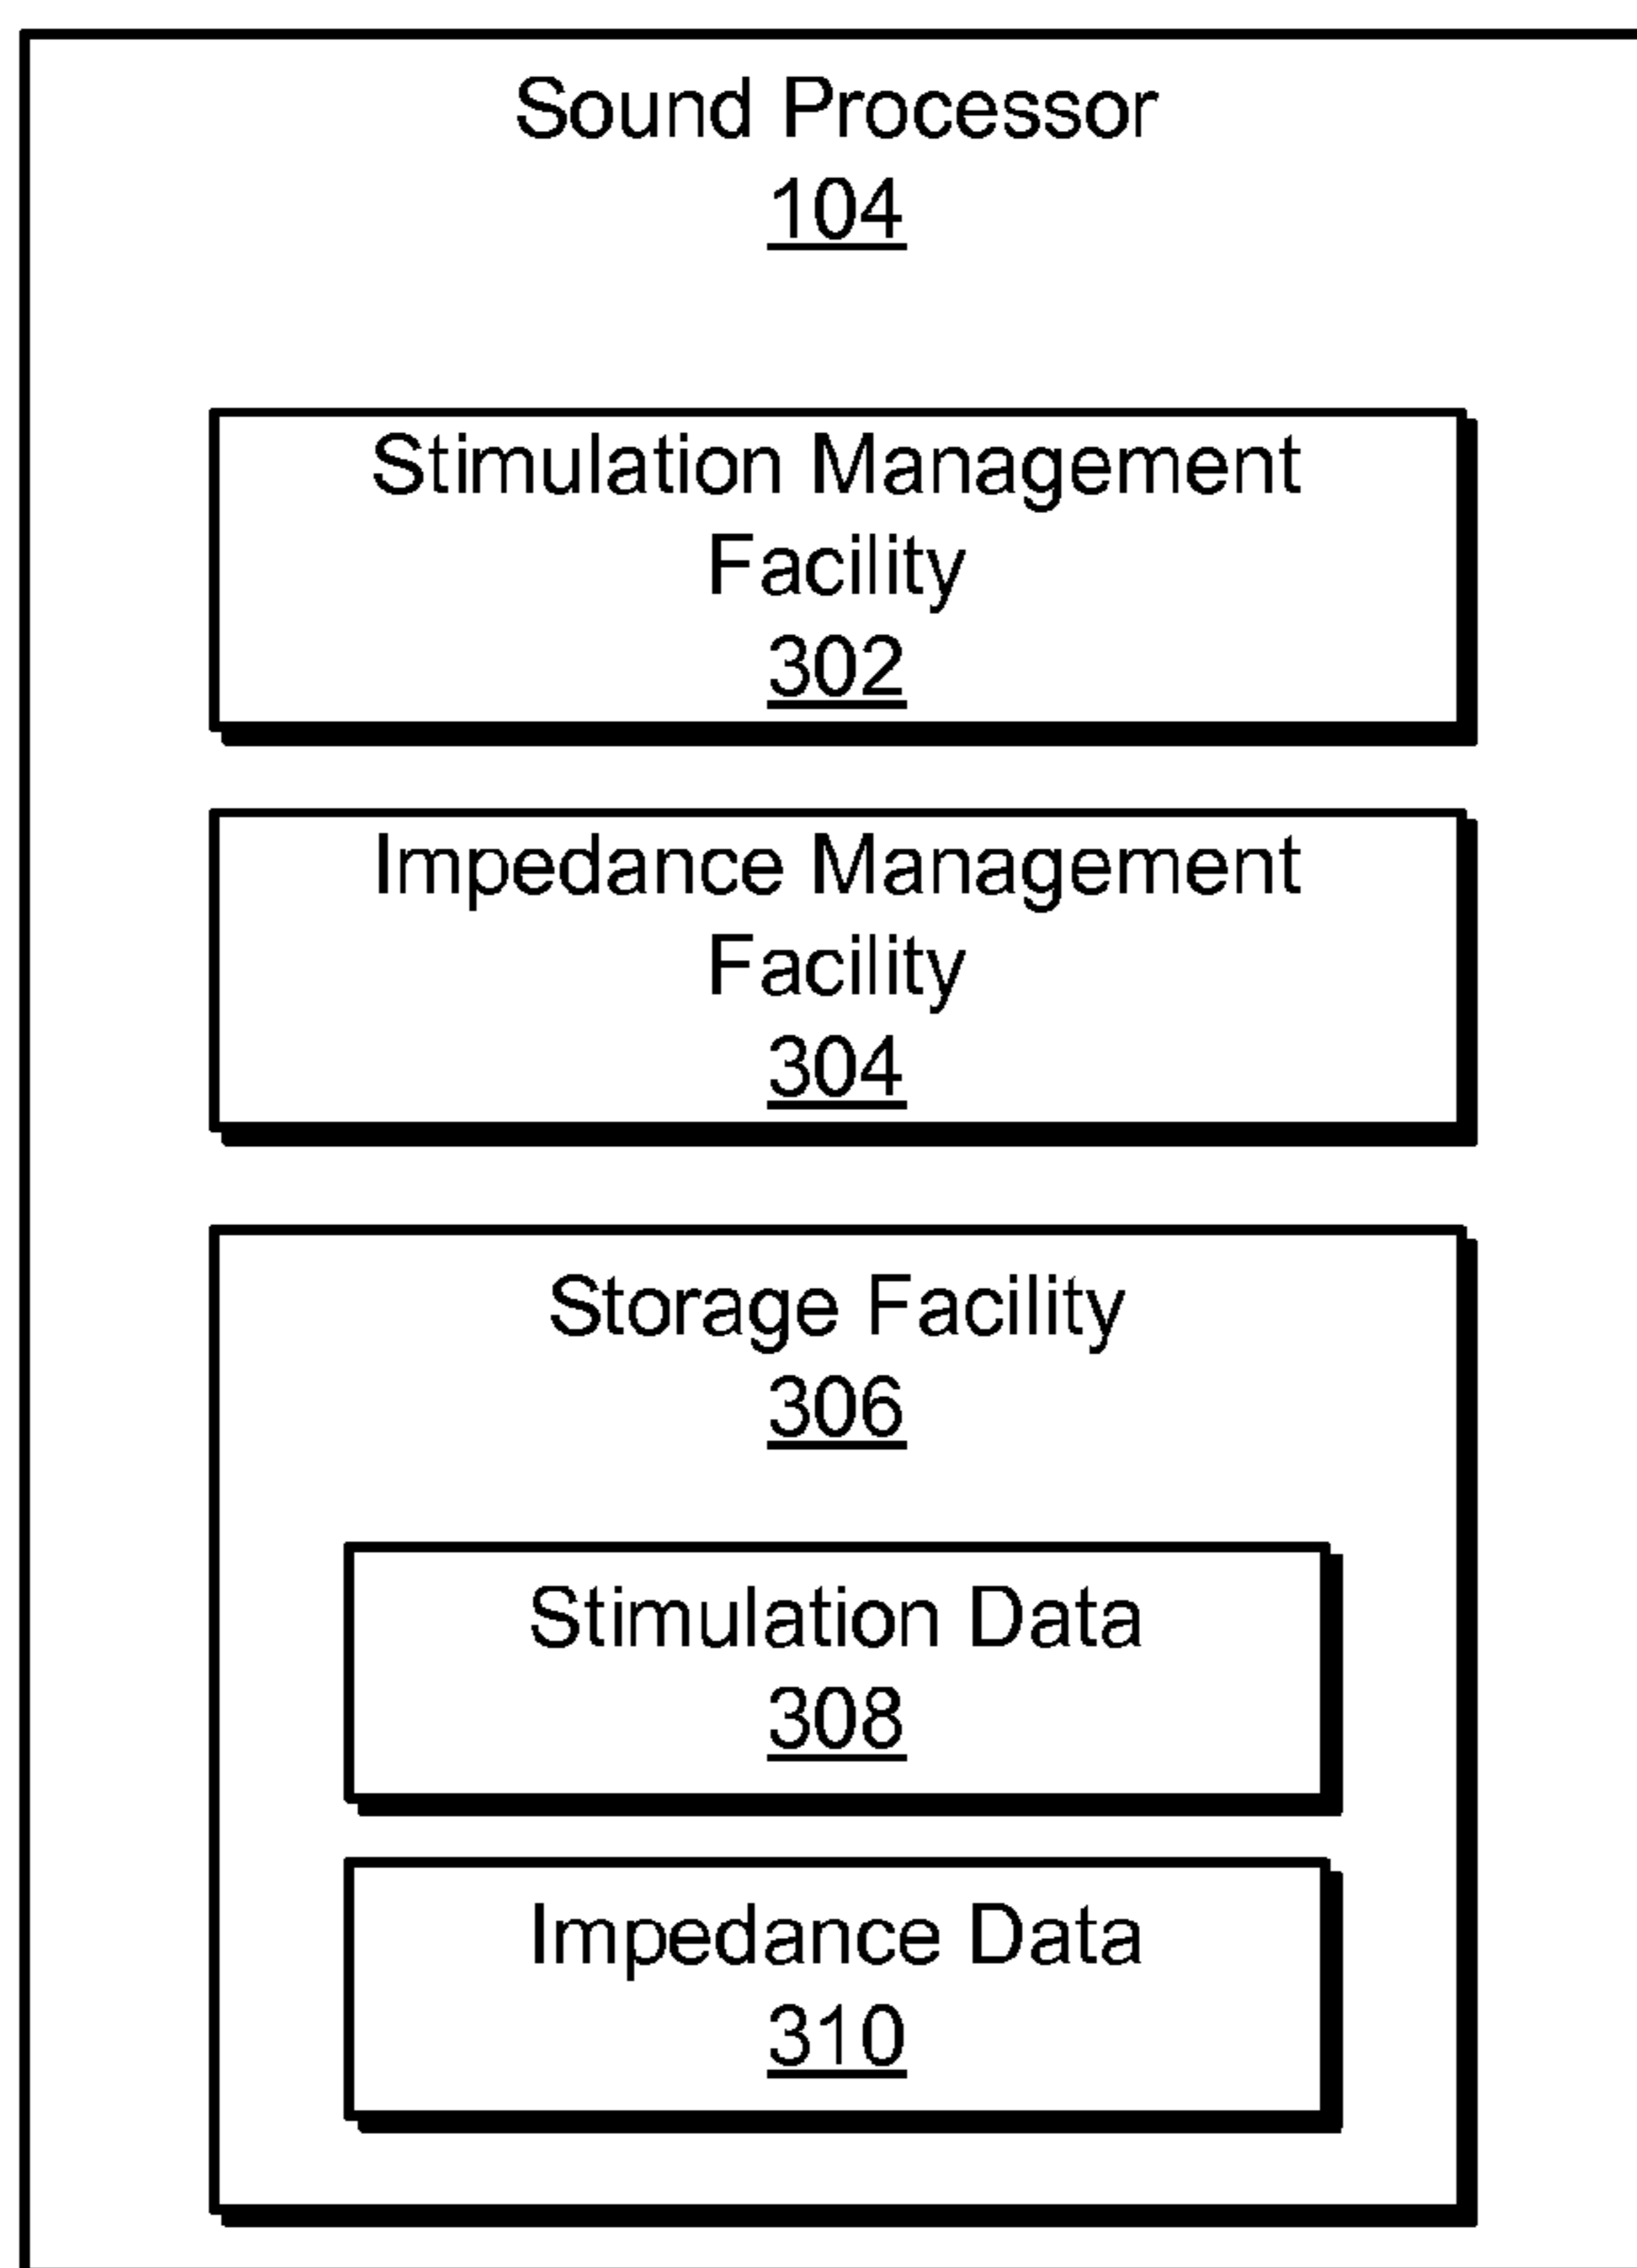 Sound Processor
104
Stimulation Management
Facility
302
Impedance Management
Facility
304
Storage Facility
306
Stimulation Data
308
Impedance Data
310